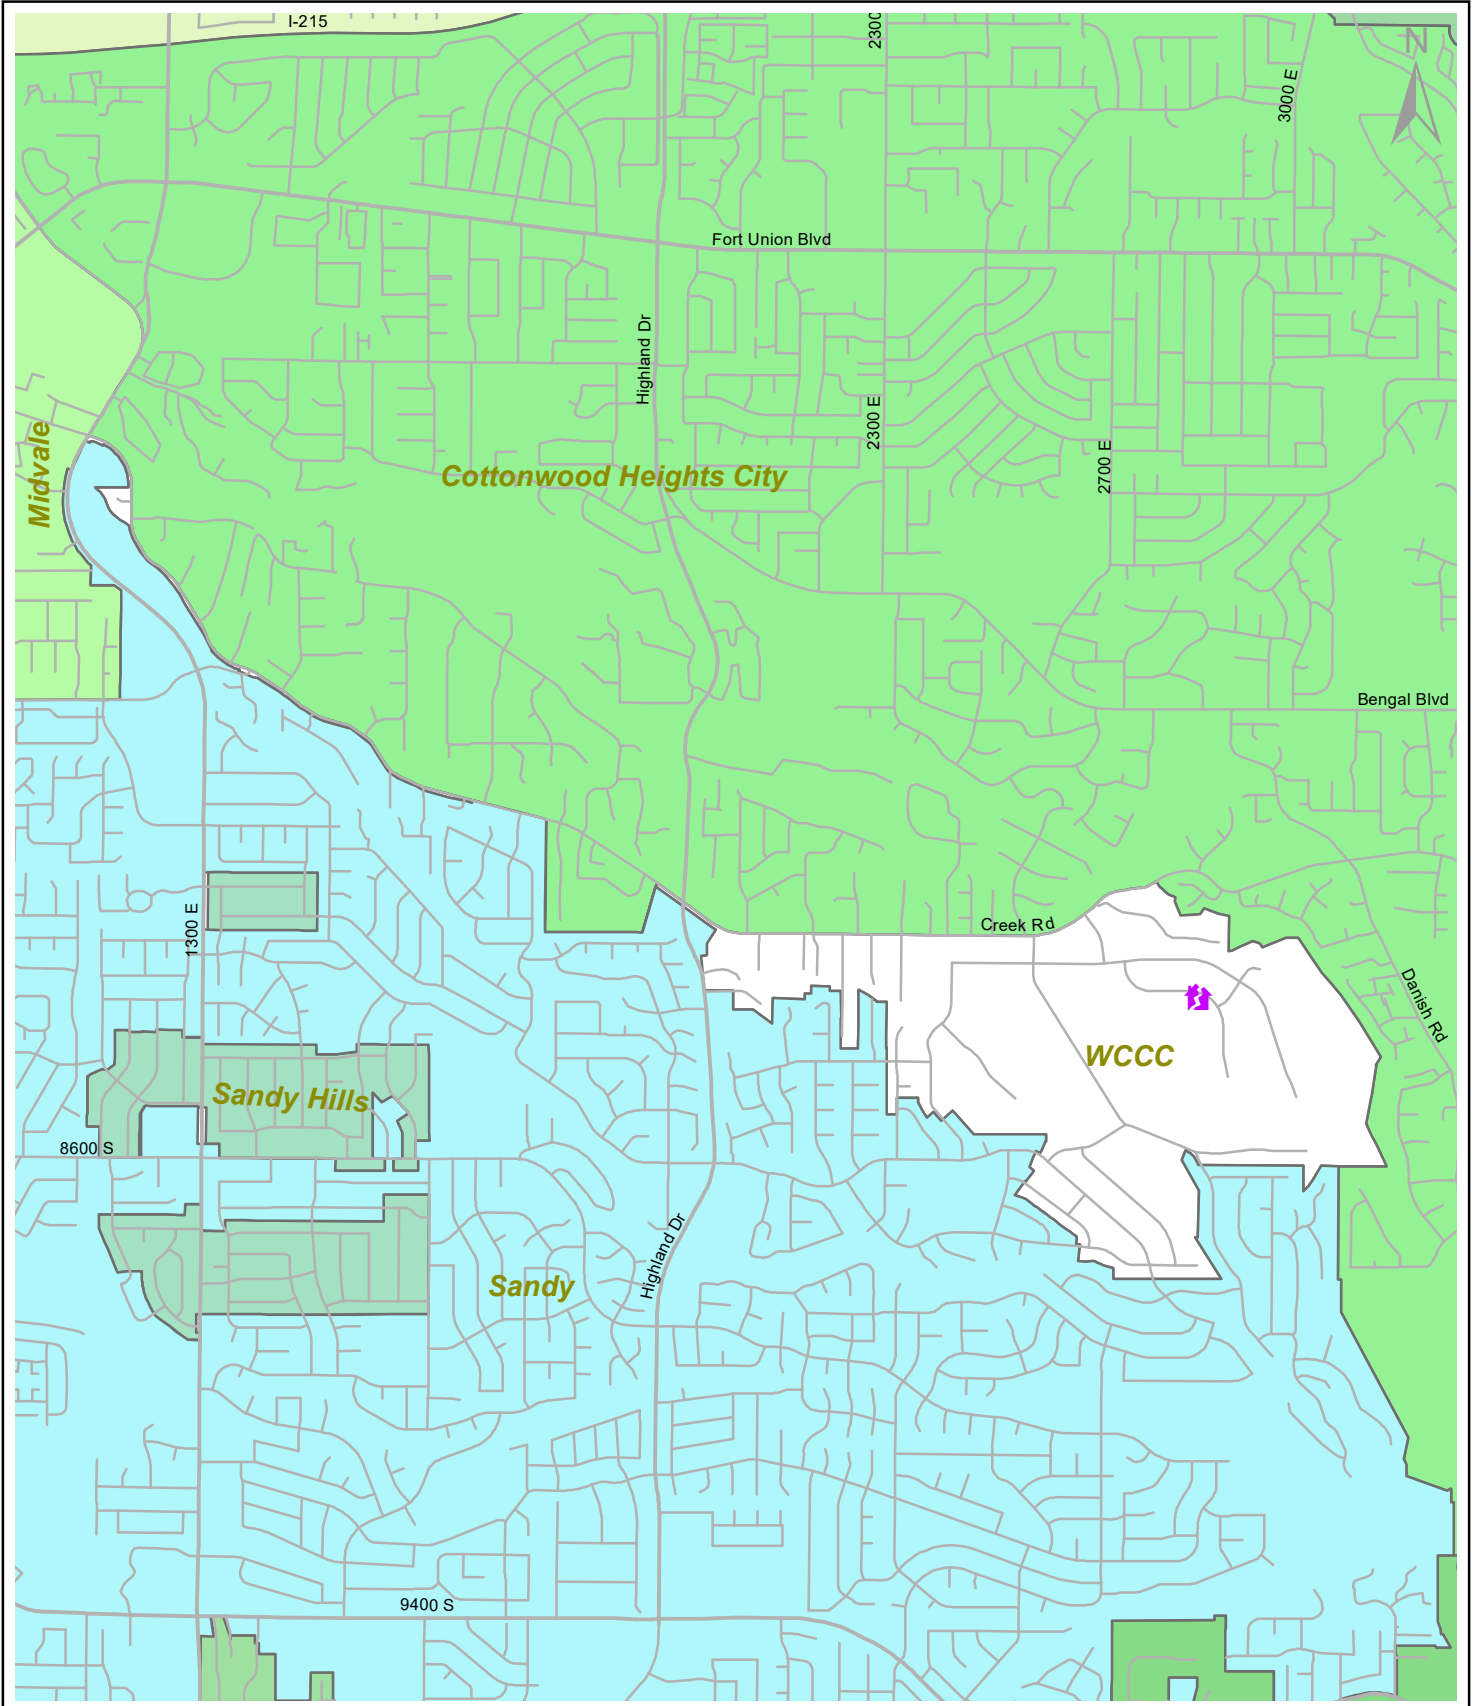 I-215
2300
N
3000 E
Fort Union Blvd
Highland Dr
2300 E
Midvale
2700 E
Cottonwood Heights City
Bengal Blvd
1300 E
Creek Rd
Danish Rd
WCCC
Sandy Hills
8600 S
Highland Dr
Sandy
9400 S